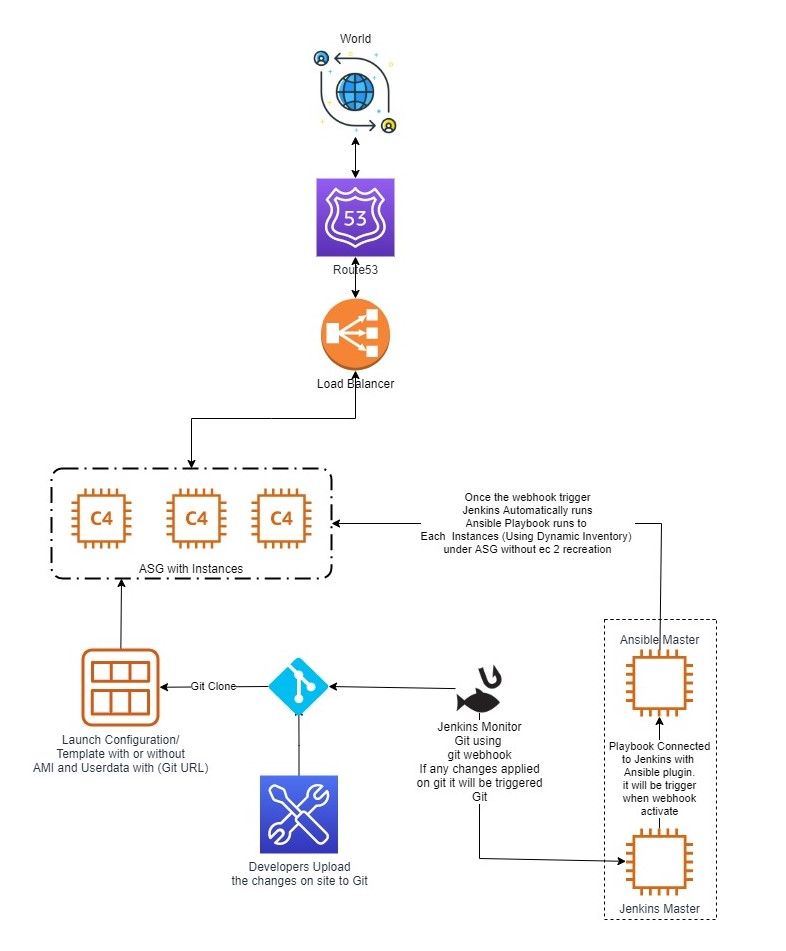 World
53
Route53
Load Balancer
C4
C4
C4
ASG with Instances
Once the webhook trigger
Jenkins Automatically runs
Ansible Playbook runs to
Each Instances (Using Dynamic Inventory)
under ASG without ec 2 recreation
Ansible Master
Git Clone
Launch Configuration/
Template with or without
AMI and Userdata with (Git URL)
Jenkins Monitor
Git using
git webhook
If any changes applied
on git it will be triggered
Git
Playbook Connected
to Jenkins with
Ansible plugin.
it will be trigger
when webhook
activate
Developers Upload
the changes on site to Git
Jenkins Master